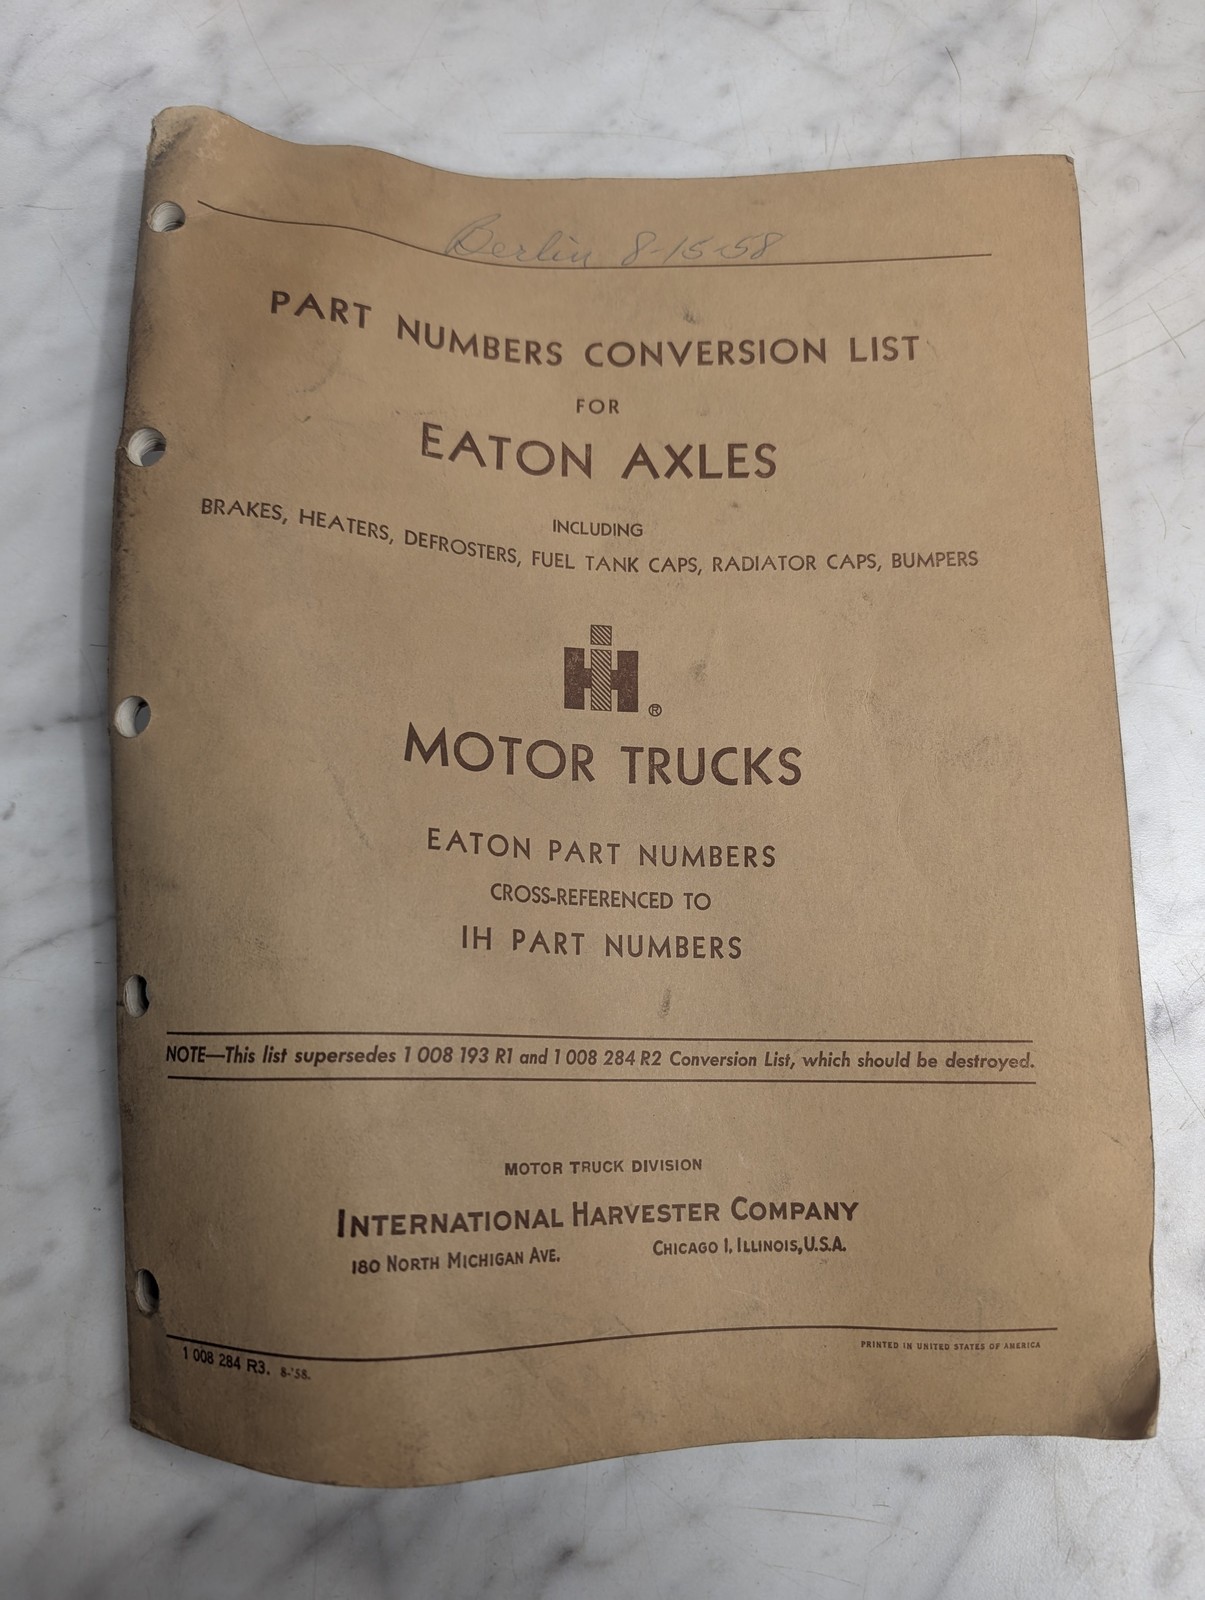 Berlin 8-15-58
PART NUMBERS CONVERSION LIST
FOR
EATON AXLES
INCLUDING
BRAKES, HEATERS, DEFROSTERS, FUEL TANK CAPS, RADIATOR CAPS, BUMPERS
IH ®
MOTOR TRUCKS
EATON PART NUMBERS
CROSS-REFERENCED TO
IH PART NUMBERS
NOTE—This list supersedes 1 008 193 R1 and 1 008 284 R2 Conversion List, which should be destroyed.
MOTOR TRUCK DIVISION
INTERNATIONAL HARVESTER COMPANY
180 NORTH MICHIGAN AVE. CHICAGO 1, ILLINOIS, U.S.A.
1 008 284 R3. 8-'58. PRINTED IN UNITED STATES OF AMERICA